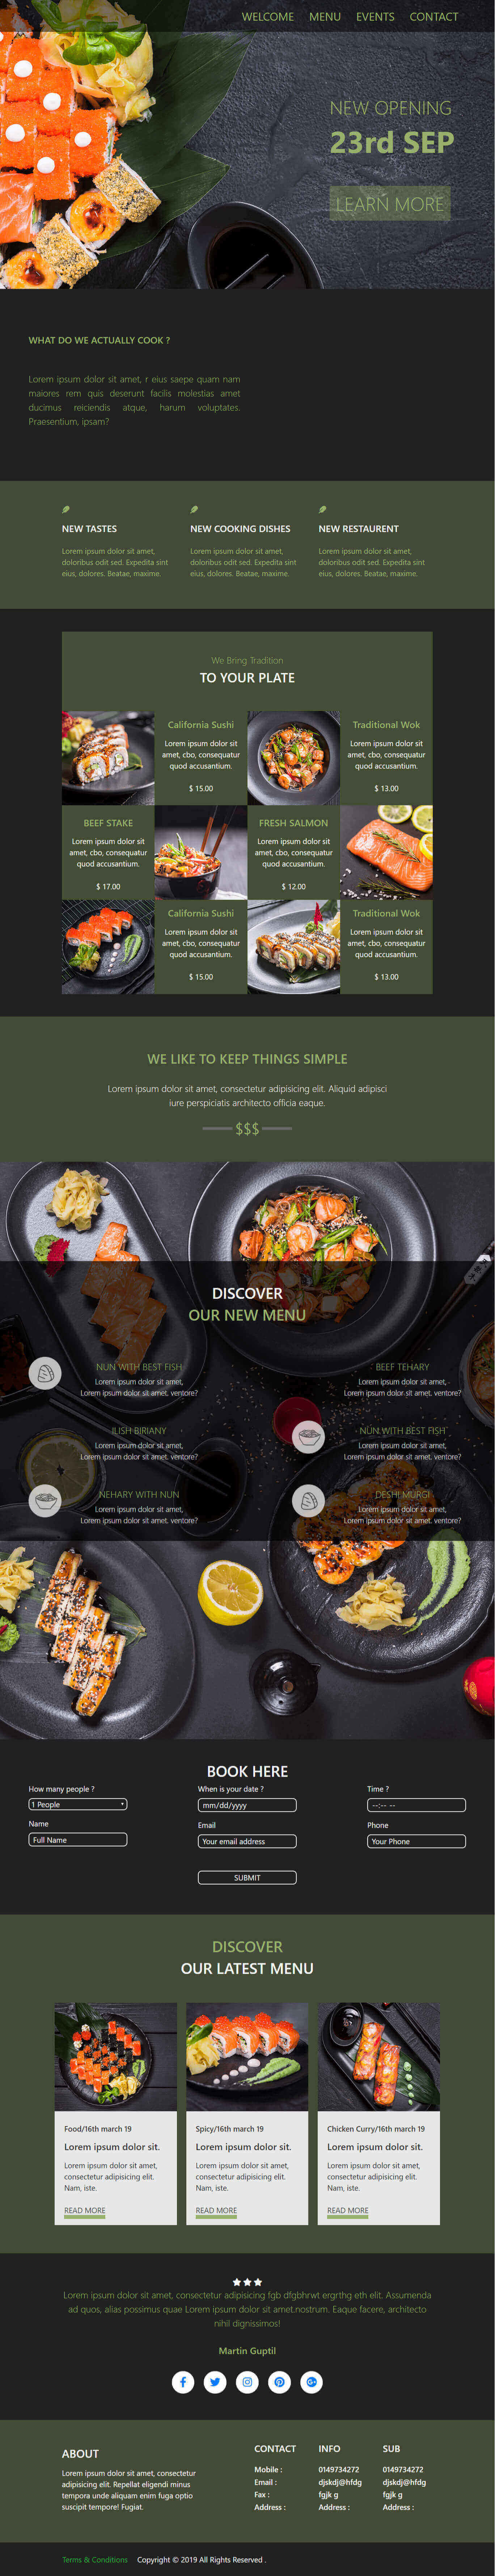 WELCOME MENU EVENTS CONTACT
NEW OPENING
23rd SEP
LEARN MORE
WHAT DO WE ACTUALLY COOK ?
Lorem ipsum dolor sit amet, r eius saepe quam nam
maiores rem quis deserunt facilis molestias amet
ducimus reiciendis atque, harum voluptates.
Praesentium, ipsam?
NEW TASTES
Lorem ipsum dolor sit amet,
doloribus odit sed. Expedita sint
eius, dolores. Beatae, maxime.
NEW COOKING DISHES
Lorem ipsum dolor sit amet,
doloribus odit sed. Expedita sint
eius, dolores. Beatae, maxime.
NEW RESTAURENT
Lorem ipsum dolor sit amet,
doloribus odit sed. Expedita sint
eius, dolores. Beatae, maxime.
We Bring Tradition
TO YOUR PLATE
California Sushi
Lorem ipsum dolor sit
amet, cbo, consequatur
quod accusantium.
$ 15.00
Traditional Wok
Lorem ipsum dolor sit
amet, cbo, consequatur
quod accusantium.
$ 13.00
BEEF STAKE
Lorem ipsum dolor sit
amet, cbo, consequatur
quod accusantium.
$ 17.00
FRESH SALMON
Lorem ipsum dolor sit
amet, cbo, consequatur
quod accusantium.
$ 12.00
California Sushi
Lorem ipsum dolor sit
amet, cbo, consequatur
quod accusantium.
$ 15.00
Traditional Wok
Lorem ipsum dolor sit
amet, cbo, consequatur
quod accusantium.
$ 13.00
WE LIKE TO KEEP THINGS SIMPLE
Lorem ipsum dolor sit amet, consectetur adipisicing elit. Aliquid adipisci
iure perspiciatis architecto officia eaque.
$$$
DISCOVER
OUR NEW MENU
NUN WITH BEST FISH
Lorem ipsum dolor sit amet,
Lorem ipsum dolor sit amet. ventore?
BEEF TEHARY
Lorem ipsum dolor sit amet,
Lorem ipsum dolor sit amet. ventore?
ILISH BIRIANY
Lorem ipsum dolor sit amet,
Lorem ipsum dolor sit amet. ventore?
NUN WITH BEST FISH
Lorem ipsum dolor sit amet,
Lorem ipsum dolor sit amet. ventore?
NEHARY WITH NUN
Lorem ipsum dolor sit amet,
Lorem ipsum dolor sit amet. ventore?
DESHI MURGI
Lorem ipsum dolor sit amet,
Lorem ipsum dolor sit amet. ventore?
BOOK HERE
How many people ?
1 People
When is your date ?
mm/dd/yyyy
Time ?
--:-- --
Name
Full Name
Email
Your email address
Phone
Your Phone
SUBMIT
DISCOVER
OUR LATEST MENU
Food/16th march 19
Lorem ipsum dolor sit.
Lorem ipsum dolor sit amet,
consectetur adipisicing elit.
Nam, iste.
READ MORE
Spicy/16th march 19
Lorem ipsum dolor sit.
Lorem ipsum dolor sit amet,
consectetur adipisicing elit.
Nam, iste.
READ MORE
Chicken Curry/16th march 19
Lorem ipsum dolor sit.
Lorem ipsum dolor sit amet,
consectetur adipisicing elit.
Nam, iste.
READ MORE
Lorem ipsum dolor sit amet, consectetur adipisicing fgb dfgbhrwt ergrthg eth elit. Assumenda
ad quos, alias possimus quae Lorem ipsum dolor sit amet.nostrum. Eaque facere, architecto
nihil dignissimos!
Martin Guptil
ABOUT
Lorem ipsum dolor sit amet, consectetur
adipisicing elit. Repellat eligendi minus
tempora unde aliquam enim fuga optio
suscipit tempore! Fugiat.
CONTACT INFO SUB
Mobile : 0149734272 0149734272
Email : djskdj@hfdg djskdj@hfdg
Fax : fgjk g fgjk g
Address : Address : Address :
Terms & Conditions Copyright © 2019 All Rights Reserved .